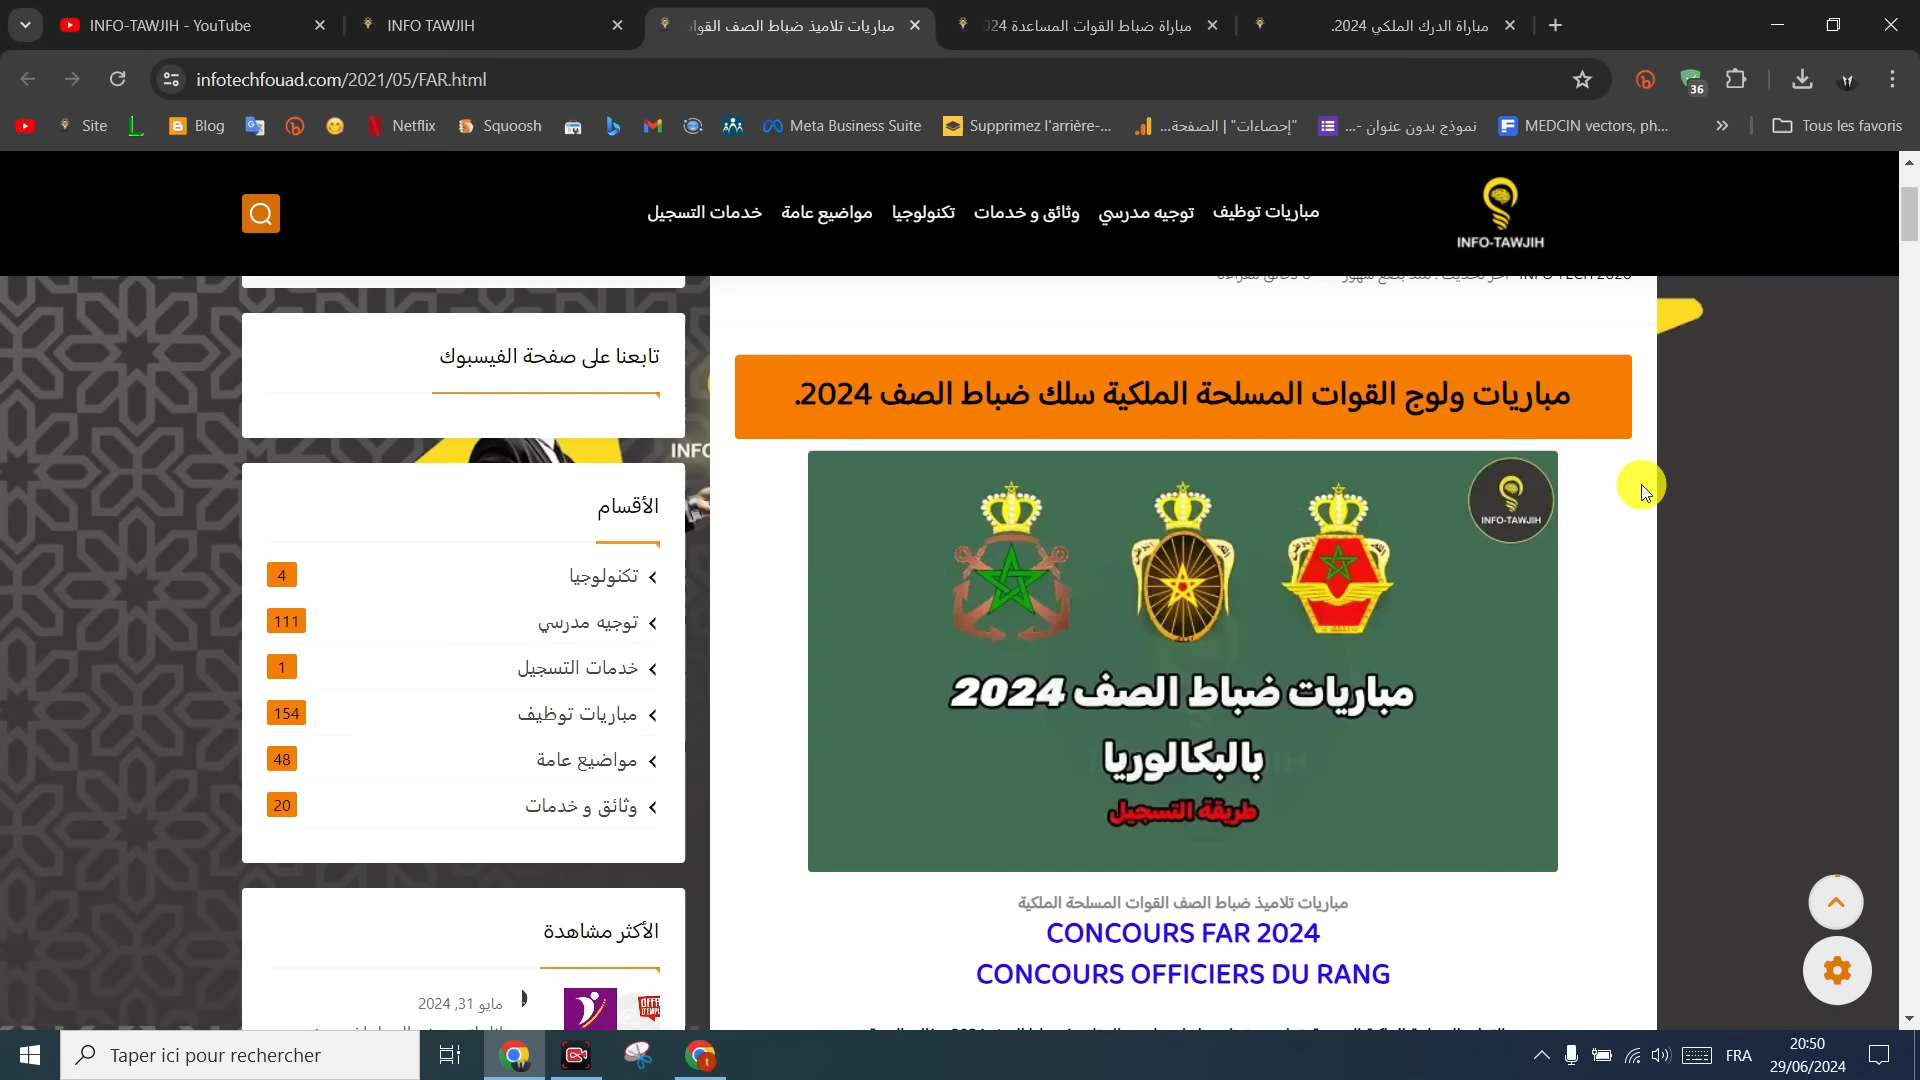 INFO-TAWJIH - YouTube
INFO TAWJIH
مباريات تلاميذ ضباط الصف القوات
مباراة ضباط القوات المساعدة 2024
مباراة الدرك الملكي 2024.
infotechfouad.com/2021/05/FAR.html
36
Site
Blog
Netflix
Squoosh
Meta Business Suite
Supprimez l'arrière-...
إحصاءات" | الصفحة...
نموذج بدون عنوان -...
MEDCIN vectors, ph...
Tous les favoris
مباريات توظيف
توجيه مدرسي
وثائق و خدمات
تكنولوجيا
مواضيع عامة
خدمات التسجيل
INFO-TAWJIH
تابعنا على صفحة الفيسبوك
INFO
الأقسام
تكنولوجيا 4
توجيه مدرسي 111
خدمات التسجيل 1
مباريات توظيف 154
مواضيع عامة 48
وثائق و خدمات 20
الأكثر مشاهدة
مايو 31, 2024
مباريات ولوج القوات المسلحة الملكية سلك ضباط الصف 2024.
INFO-TAWJIH
مباريات ضباط الصف 2024
بالبكالوريا
طريقة التسجيل
مباريات تلاميذ ضباط الصف القوات المسلحة الملكية
CONCOURS FAR 2024
CONCOURS OFFICIERS DU RANG
Taper ici pour rechercher
FRA
20:50
29/06/2024